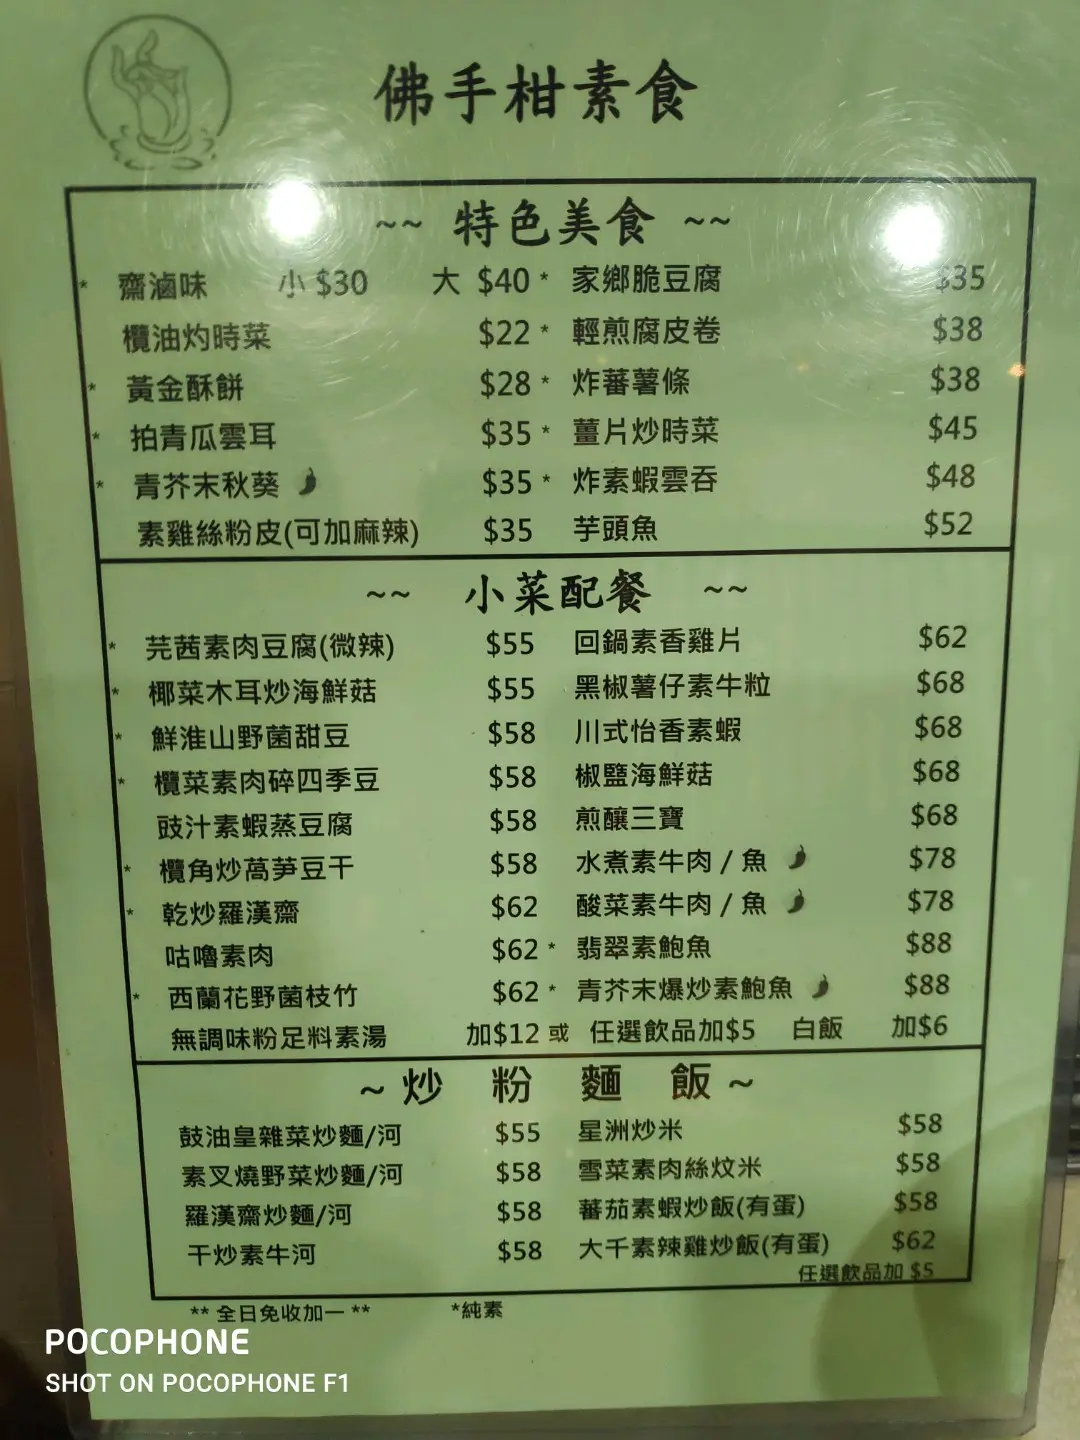 佛手柑素食
~~ 特色美食 ~~
* 齋滷味 小 $30 大 $40 * 家鄉脆豆腐 $35
欖油灼時菜 $22 * 輕煎腐皮卷 $38
* 黃金酥餅 $28 * 炸蕃薯條 $38
* 拍青瓜雲耳 $35 * 薑片炒時菜 $45
* 青芥末秋葵 $35 * 炸素蝦雲吞 $48
素雞絲粉皮(可加麻辣) $35 芋頭魚 $52
~~ 小菜配餐 ~~
* 芫茜素肉豆腐(微辣) $55 回鍋素香雞片 $62
* 椰菜木耳炒海鮮菇 $55 黑椒薯仔素牛粒 $68
* 鮮淮山野菌甜豆 $58 川式怡香素蝦 $68
* 欖菜素肉碎四季豆 $58 椒鹽海鮮菇 $68
豉汁素蝦蒸豆腐 $58 煎釀三寶 $68
* 欖角炒萵笋豆干 $58 水煮素牛肉 / 魚 $78
* 乾炒羅漢齋 $62 酸菜素牛肉 / 魚 $78
咕嚕素肉 $62 * 翡翠素鮑魚 $88
* 西蘭花野菌枝竹 $62 * 青芥末爆炒素鮑魚 $88
無調味粉足料素湯 加$12 或 任選飲品加$5 白飯 加$6
~ 炒 粉 麵 飯 ~
鼓油皇雜菜炒麵/河 $55 星洲炒米 $58
素叉燒野菜炒麵/河 $58 雪菜素肉絲炆米 $58
羅漢齋炒麵/河 $58 蕃茄素蝦炒飯(有蛋) $58
干炒素牛河 $58 大千素辣雞炒飯(有蛋) $62
任選飲品加 $5
** 全日免收加一 ** *純素
POCOPHONE
SHOT ON POCOPHONE F1